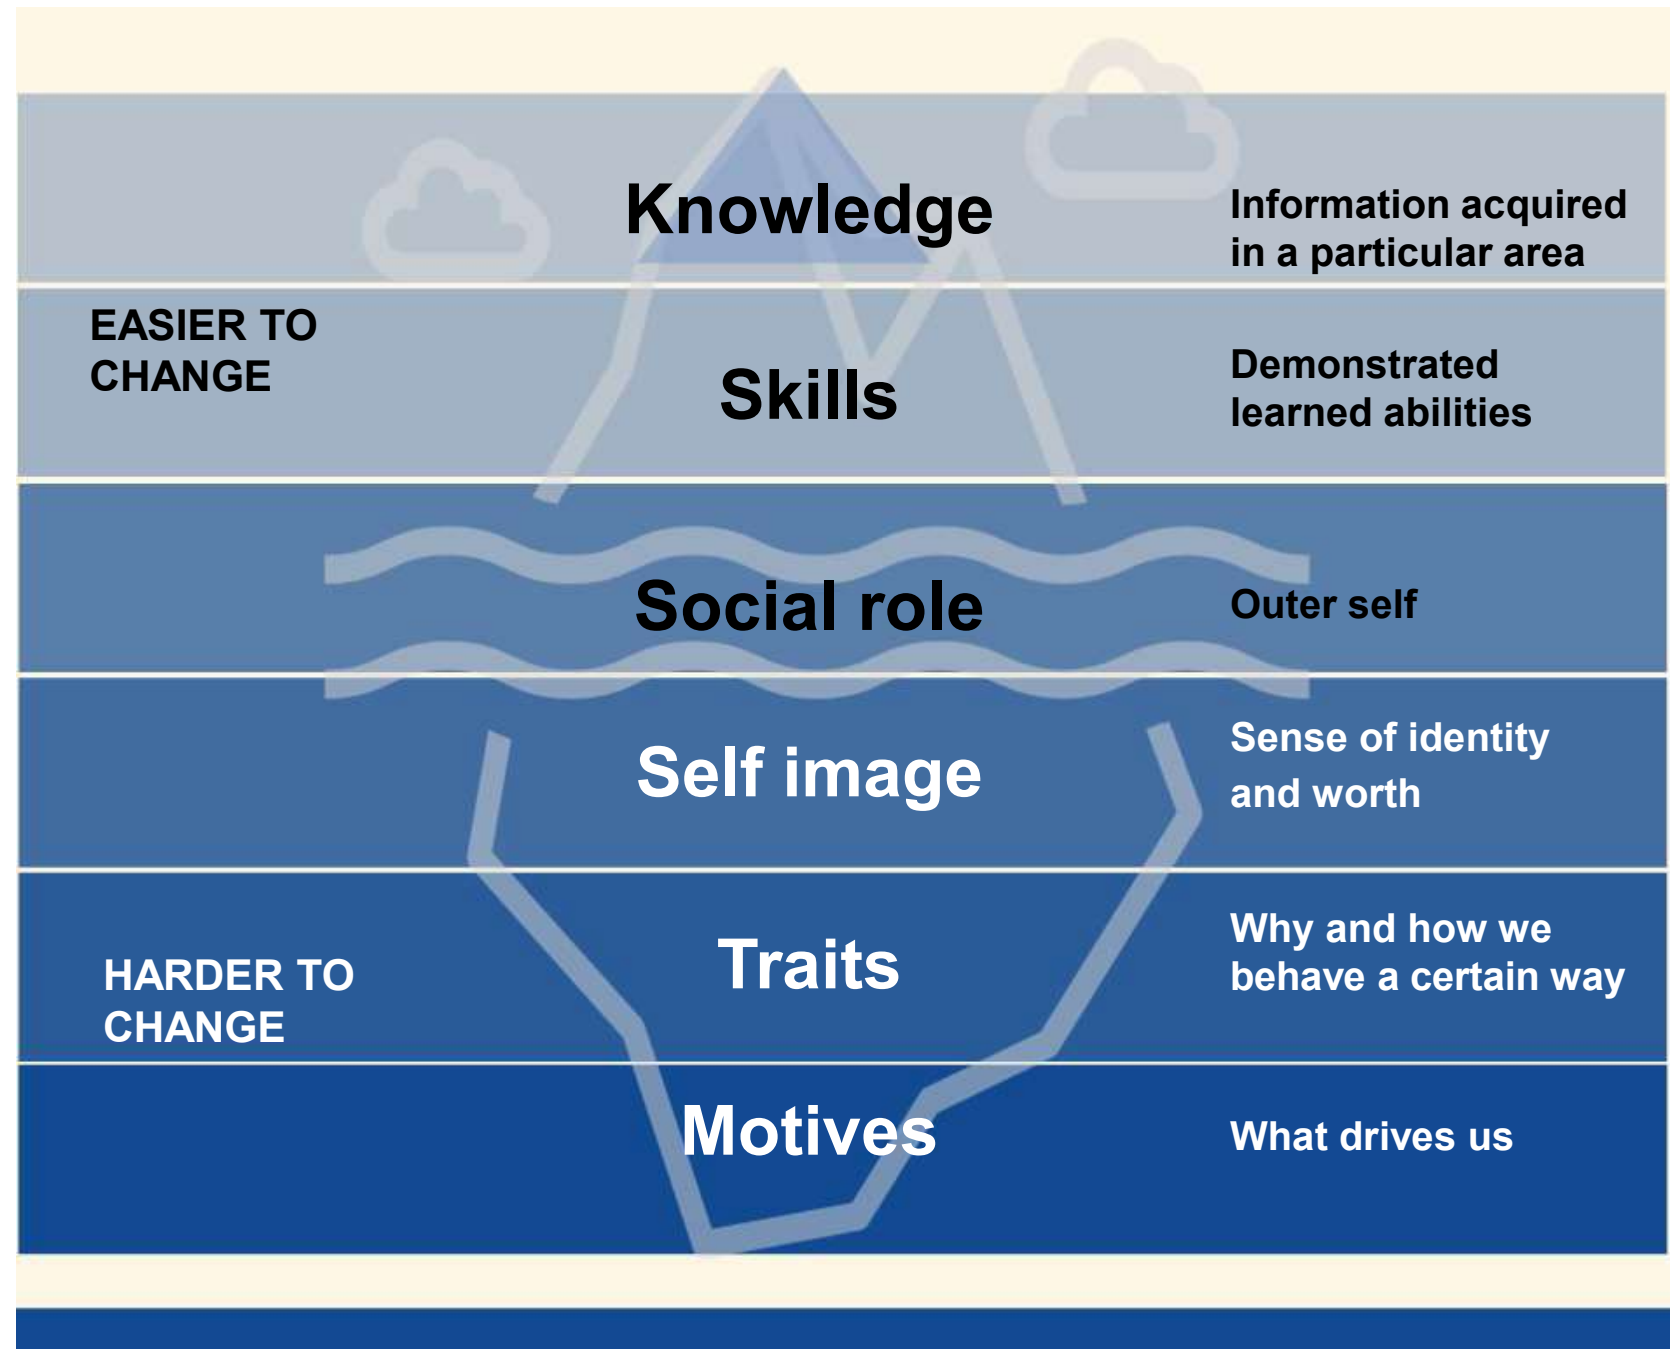 Knowledge
Information acquired
in a particular area
EASIER TO
CHANGE
Skills
Demonstrated
learned abilities
Social role
Outer self
Self image
Sense of identity
and worth
HARDER TO
CHANGE
Traits
Why and how we
behave a certain way
Motives
What drives us